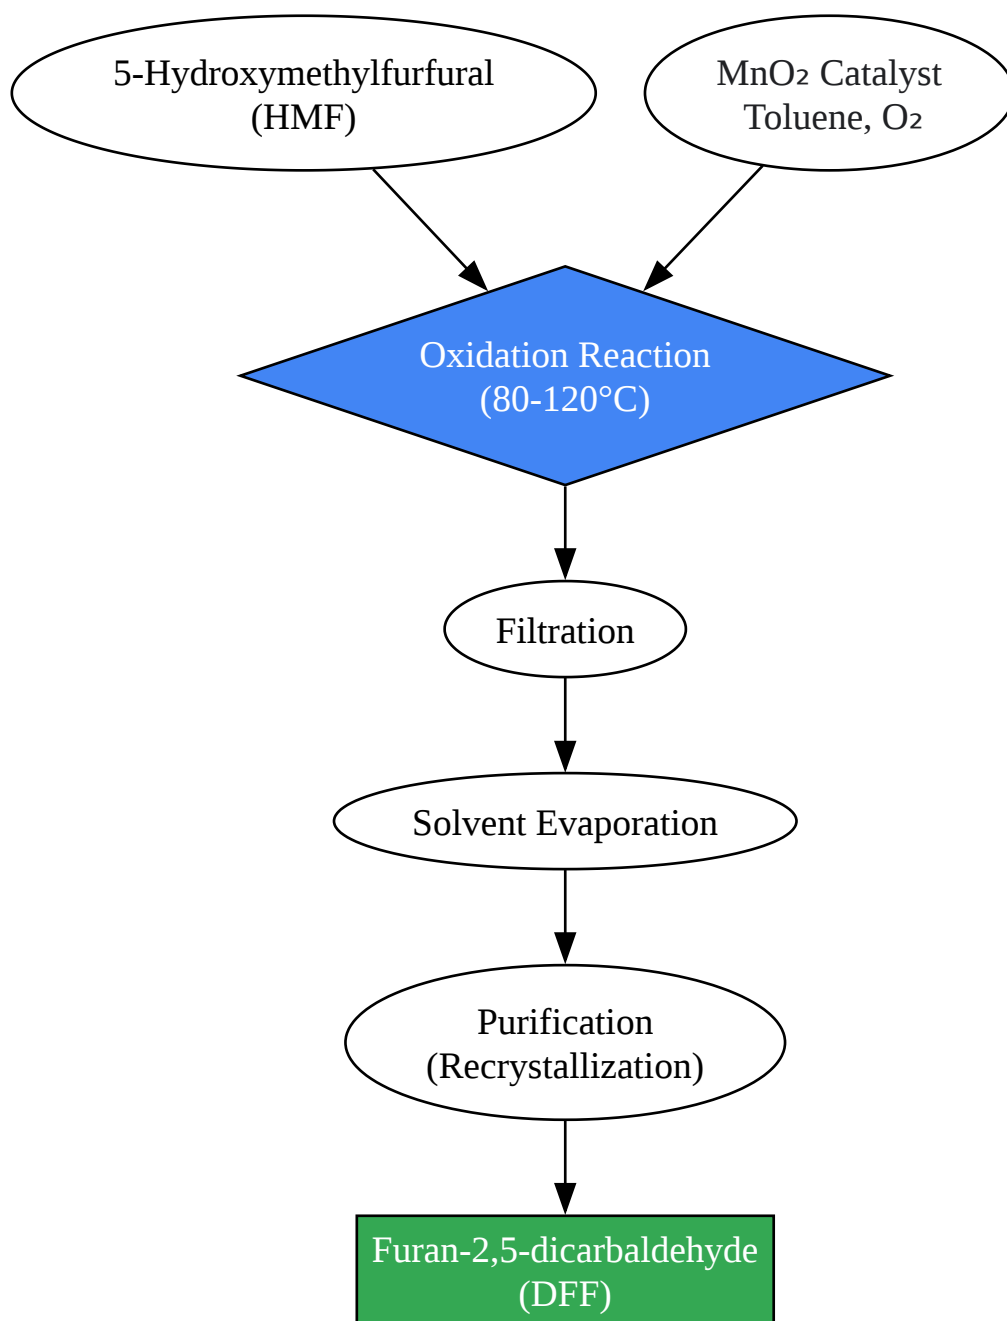 5-Hydroxymethylfurfural
(HMF)
MnO₂ Catalyst
Toluene, O₂
Oxidation Reaction
(80-120°C)
Filtration
Solvent Evaporation
Purification
(Recrystallization)
Furan-2,5-dicarbaldehyde
(DFF)